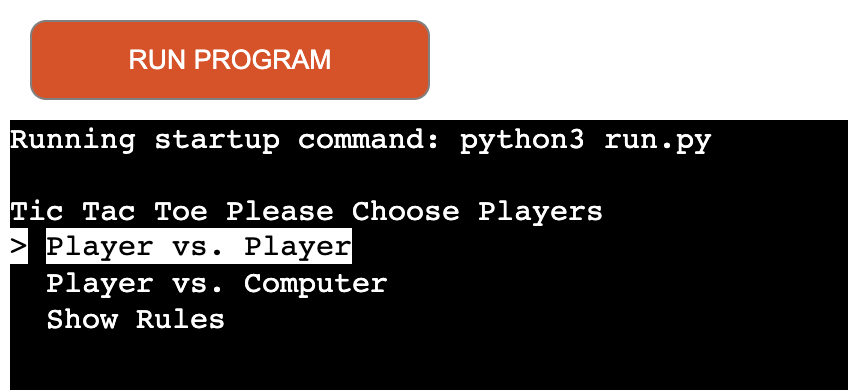 RUN PROGRAM
Running startup command: python3 run.py
Tic Tac Toe Please Choose Players
> Player vs. Player
Player vs. Computer
Show Rules